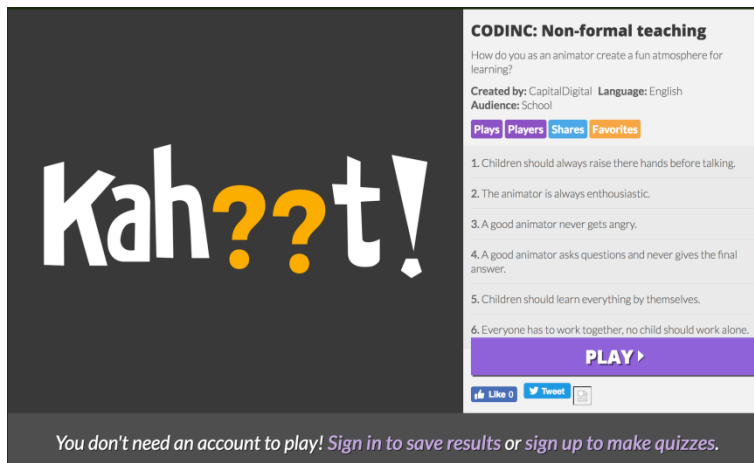 Kah??t!
CODINC: Non-formal teaching
How do you as an animator create a fun atmosphere for
learning?
Created by: CapitalDigital Language: English
Audience: School
Plays Players Shares Favorites
1. Children should always raise there hands before talking.
2. The animator is always enthousiastic.
3. A good animator never gets angry.
4. A good animator asks questions and never gives the final
answer.
5. Children should learn everything by themselves.
6. Everyone has to work together, no child should work alone.
PLAY
Like 0 Tweet
You don't need an account to play! Sign in to save results or sign up to make quizzes.